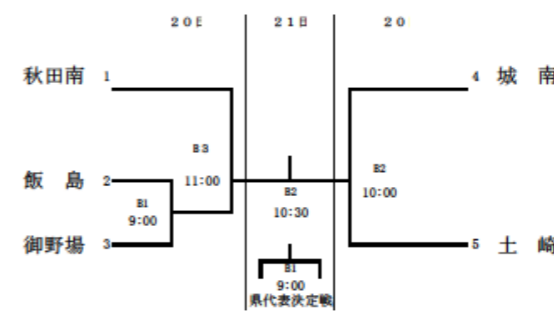 20日 21日 20
秋田南 1
4 城 南
B3
11:00
B2
10:00
飯 島 2
B1
9:00
B2
10:30
御野場 3
5 土 崎
B1
9:00
県代表決定戦